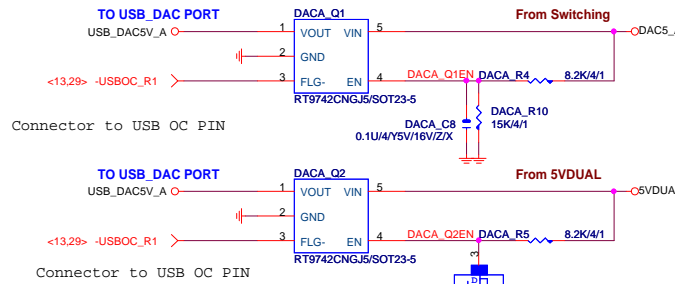 TO USB_DAC PORT
DACA_Q1
From Switching
USB_DAC5V_A
1
VOUT
VIN
5
DAC5_
2
GND
<13,29> -USBOC_R1
3
FLG-
EN
4
DACA_Q1EN
DACA_R4
8.2K/4/1
RT9742CNGJ5/SOT23-5
Connector to USB OC PIN
DACA_C8
0.1U/4/Y5V/16V/Z/X
DACA_R10
15K/4/1
TO USB_DAC PORT
DACA_Q2
From 5VDUAL
USB_DAC5V_A
1
VOUT
VIN
5
5VDUA
2
GND
<13,29> -USBOC_R1
3
FLG-
EN
4
DACA_Q2EN
DACA_R5
8.2K/4/1
RT9742CNGJ5/SOT23-5
Connector to USB OC PIN
3
D